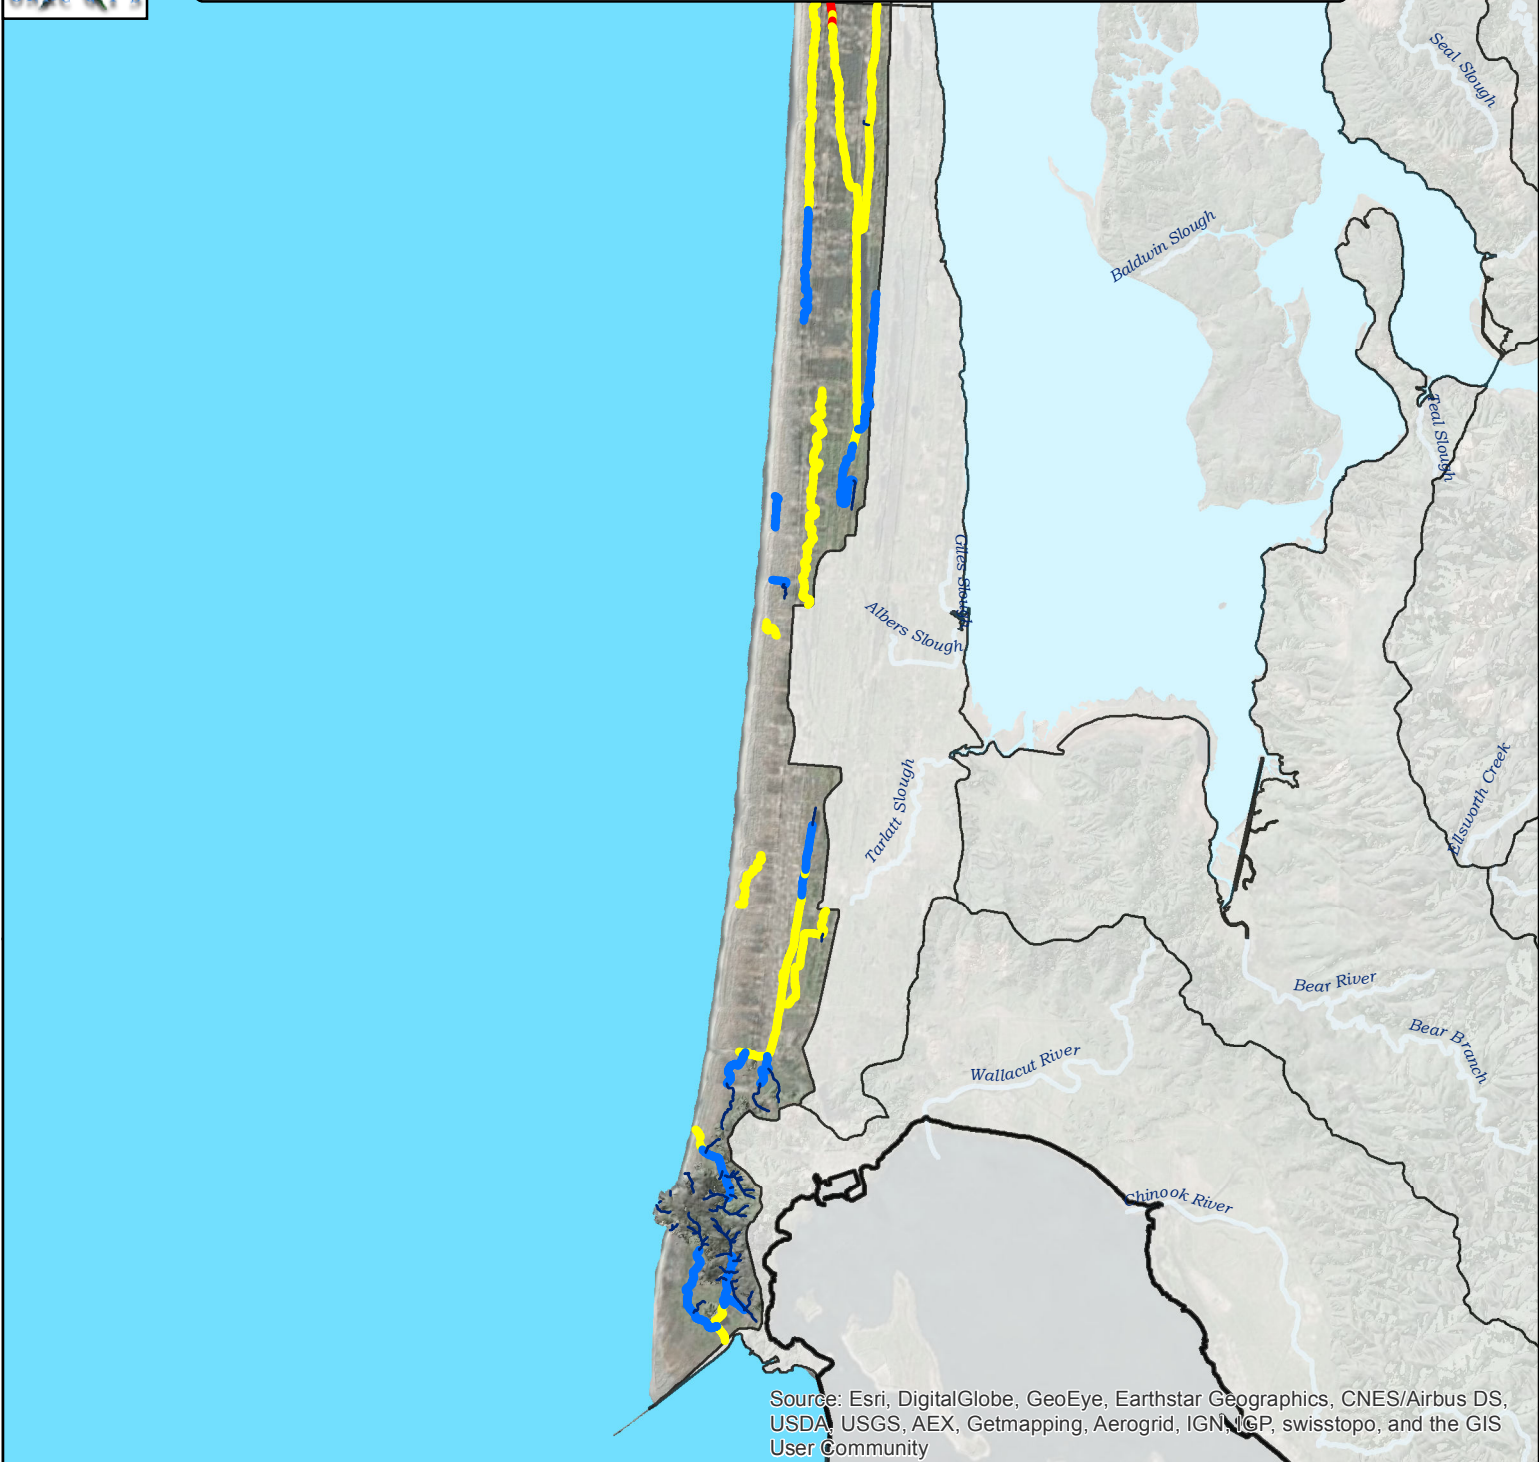 Seal Slough
Baldwin Slough
Teal Slough
Giles Slough
Albers Slough
Tarlatt Slough
Ellsworth Creek
Bear River
Bear Branch
Wallacut River
Chinook River
Source: Esri, DigitalGlobe, GeoEye, Earthstar Geographics, CNES/Airbus DS,
USDA, USGS, AEX, Getmapping, Aerogrid, IGN, IGP, swisstopo, and the GIS
User Community